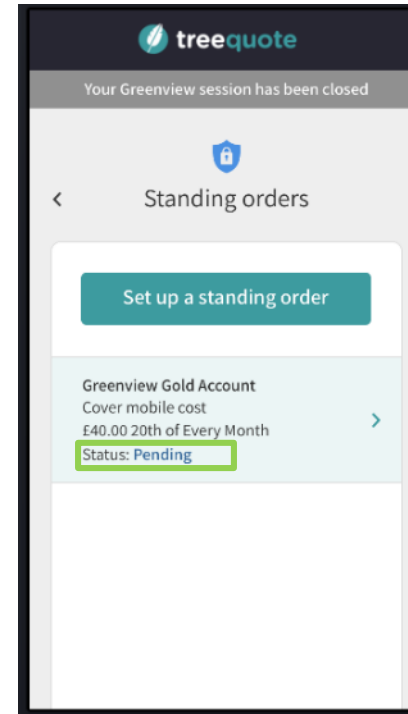 treequote
Your Greenview session has been closed
Standing orders
Set up a standing order
Greenview Gold Account
Cover mobile cost
£40.00 20th of Every Month
Status: Pending